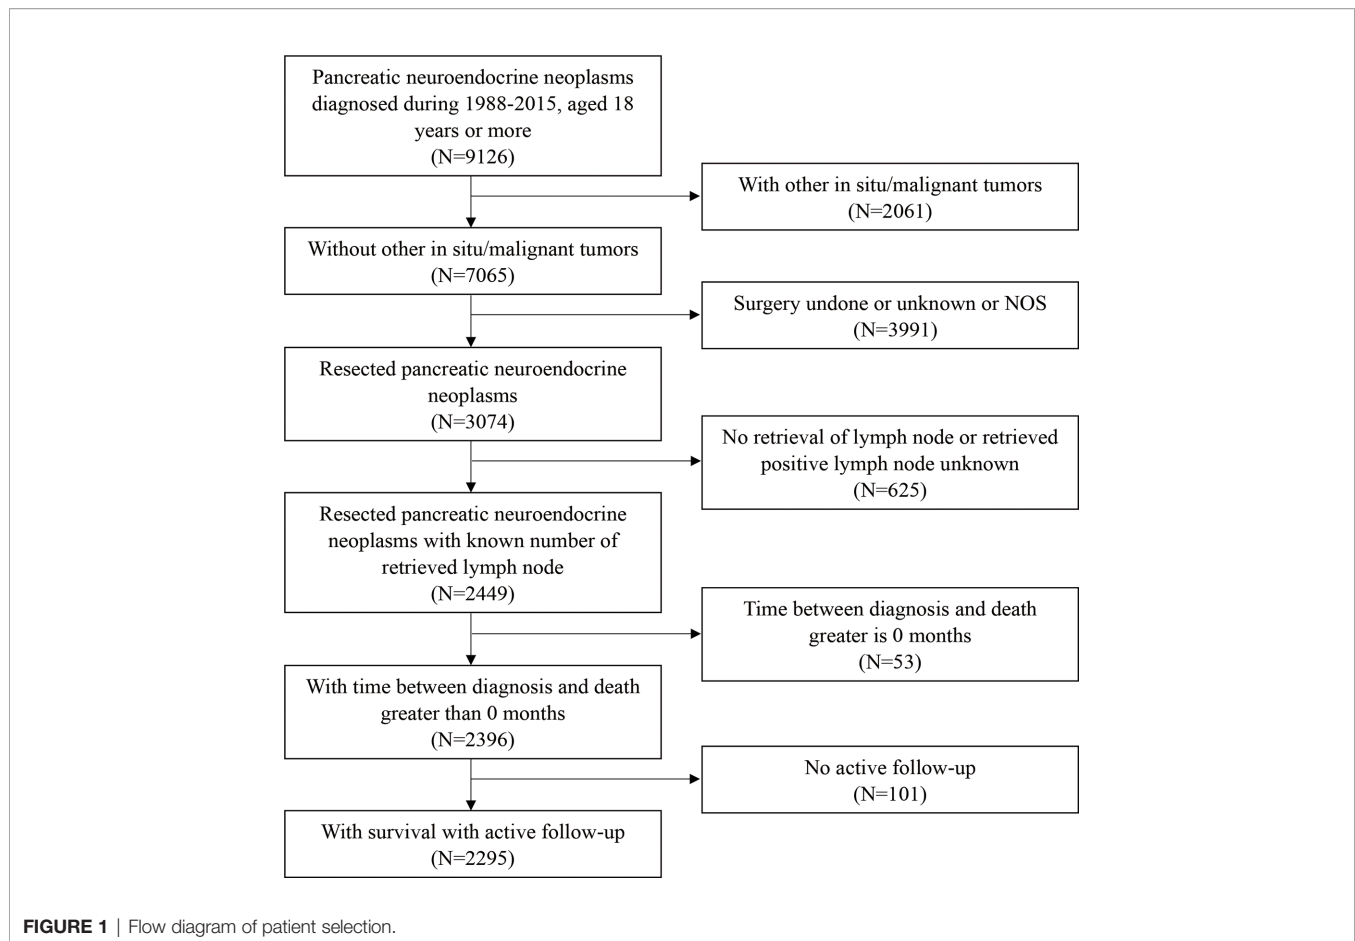 Pancreatic neuroendocrine neoplasms
diagnosed during 1988-2015, aged 18
years or more
(N=9126)
With other in situ/malignant tumors
(N=2061)
Without other in situ/malignant tumors
(N=7065)
Surgery undone or unknown or NOS
(N=3991)
Resected pancreatic neuroendocrine
neoplasms
(N=3074)
No retrieval of lymph node or retrieved
positive lymph node unknown
(N=625)
Resected pancreatic neuroendocrine
neoplasms with known number of
retrieved lymph node
(N=2449)
Time between diagnosis and death
greater is 0 months
(N=53)
With time between diagnosis and death
greater than 0 months
(N=2396)
No active follow-up
(N=101)
With survival with active follow-up
(N=2295)
FIGURE 1 | Flow diagram of patient selection.